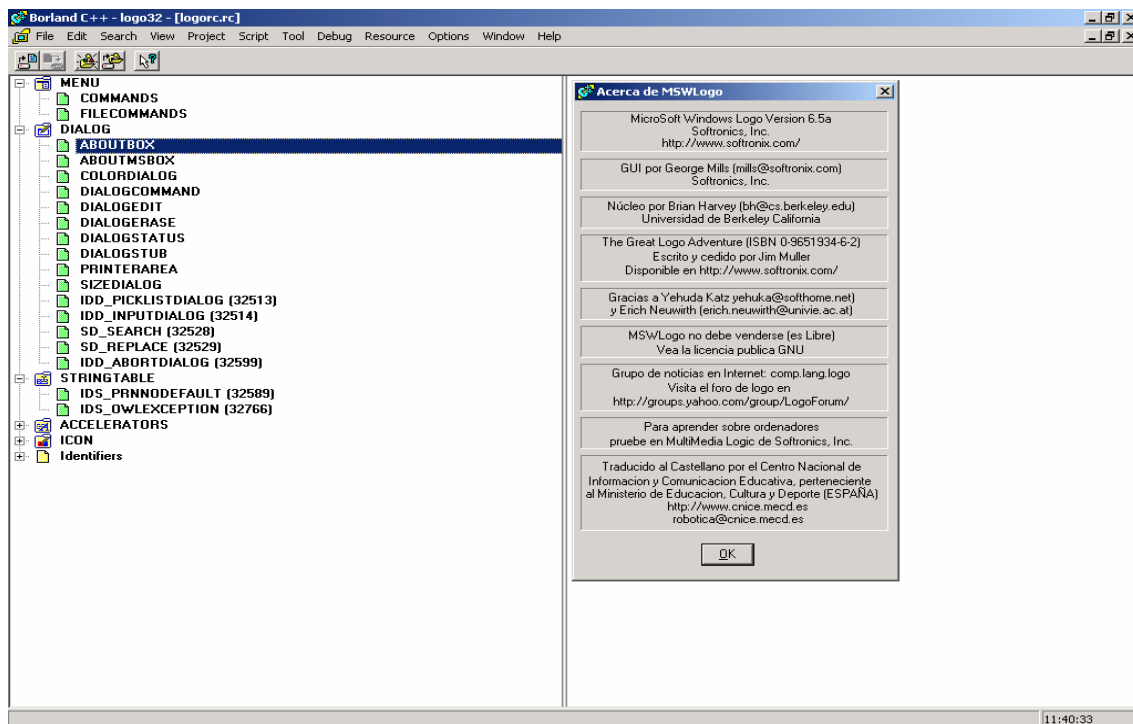 Borland C++ - logo32 - [logorc.rc]
File Edit Search View Project Script Tool Debug Resource Options Window Help
MENU
COMMANDS
FILECOMMANDS
DIALOG
ABOUTBOX
ABOUTMSBOX
COLORDIALOG
DIALOGCOMMAND
DIALOGEDIT
DIALOGERASE
DIALOGSTATUS
DIALOGSTUB
PRINTERAREA
SIZEDIALOG
IDD_PICKLISTDIALOG (32513)
IDD_INPUTDIALOG (32514)
SD_SEARCH (32528)
SD_REPLACE (32529)
IDD_ABORTDIALOG (32599)
STRINGTABLE
IDS_PRNNODEFAULT (32589)
IDS_OWLEXCEPTION (32766)
ACCELERATORS
ICON
Identifiers
Acerca de MSWLogo
MicroSoft Windows Logo Version 6.5a
Softronics, Inc.
http://www.softronix.com/
GUI por George Mills (mills@softronix.com)
Softronics, Inc.
Núcleo por Brian Harvey (bh@cs.berkeley.edu)
Universidad de Berkeley California
The Great Logo Adventure (ISBN 0-9651934-6-2)
Escrito y cedido por Jim Muller
Disponible en http://www.softronix.com/
Gracias a Yehuda Katz yehuka@softhome.net)
y Erich Neuwirth (erich.neuwirth@univie.ac.at)
MSWLogo no debe venderse (es Libre)
Vea la licencia publica GNU
Grupo de noticias en Internet: comp.lang.logo
Visita el foro de logo en
http://groups.yahoo.com/group/LogoForum/
Para aprender sobre ordenadores
pruebe en MultiMedia Logic de Softronics, Inc.
Traducido al Castellano por el Centro Nacional de
Informacion y Comunicacion Educativa, perteneciente
al Ministerio de Educacion, Cultura y Deporte (ESPAÑA)
http://www.cnice.mecd.es
robotica@cnice.mecd.es
OK
11:40:33